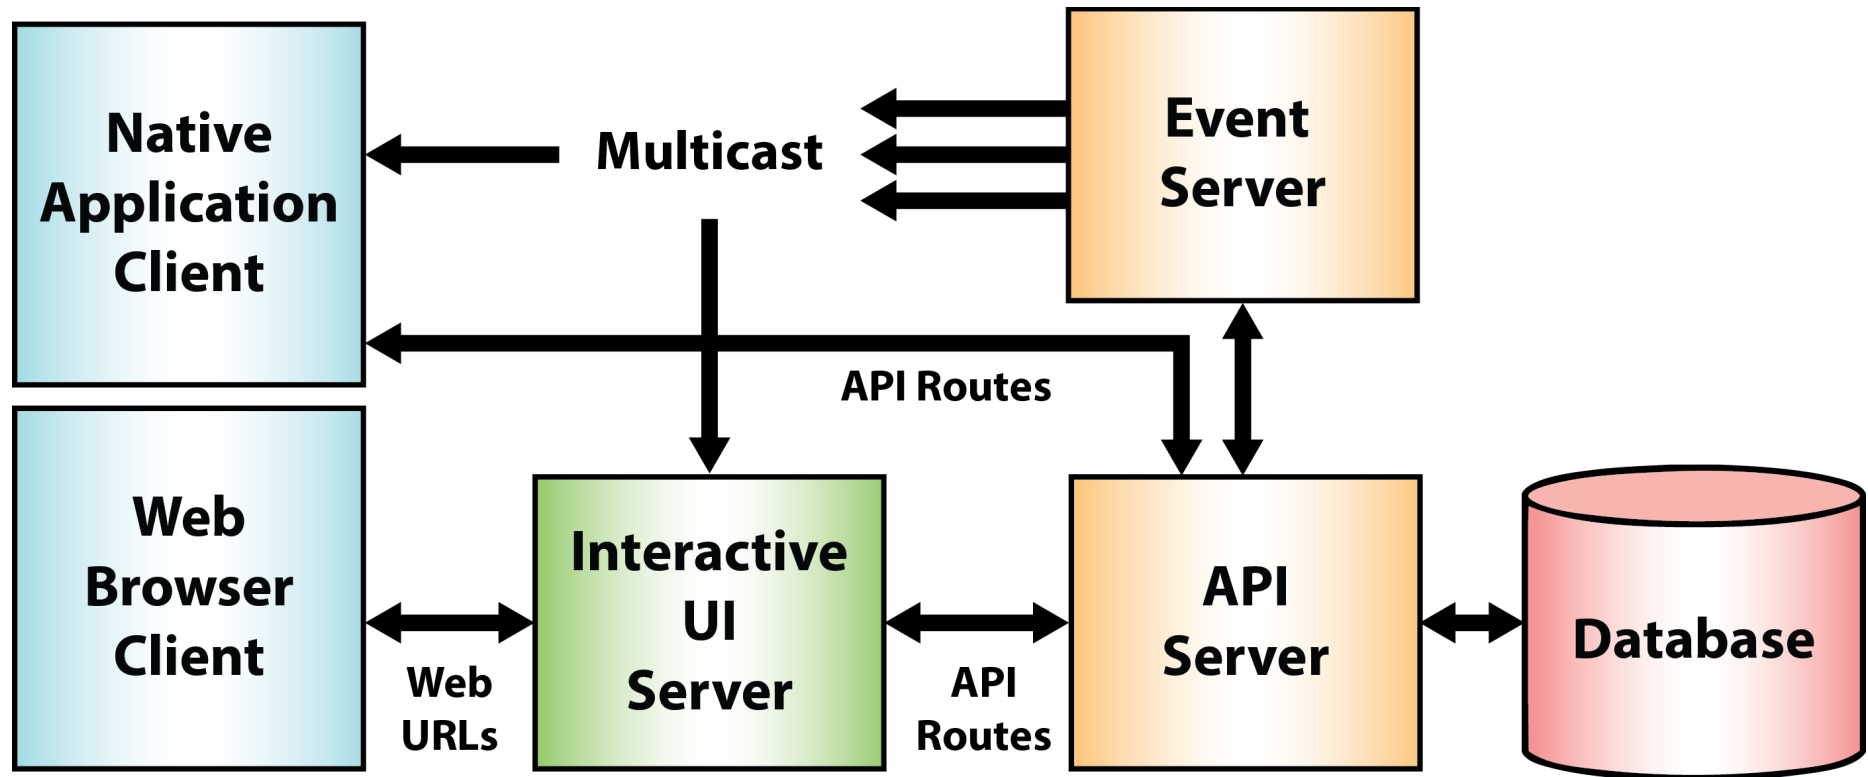 Native
Application
Client
Multicast
Event
Server
API Routes
Web
Browser
Client
Web
URLs
Interactive
UI
Server
API
Routes
API
Server
Database